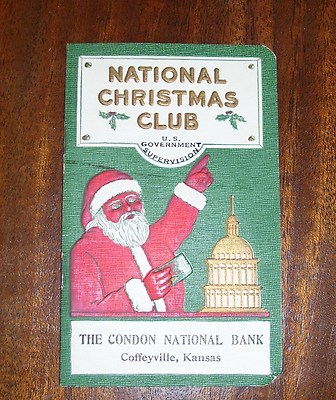 NATIONAL
CHRISTMAS
CLUB
U.S.
GOVERNMENT
SUPERVISION
THE CONDON NATIONAL BANK
Coffeyville, Kansas